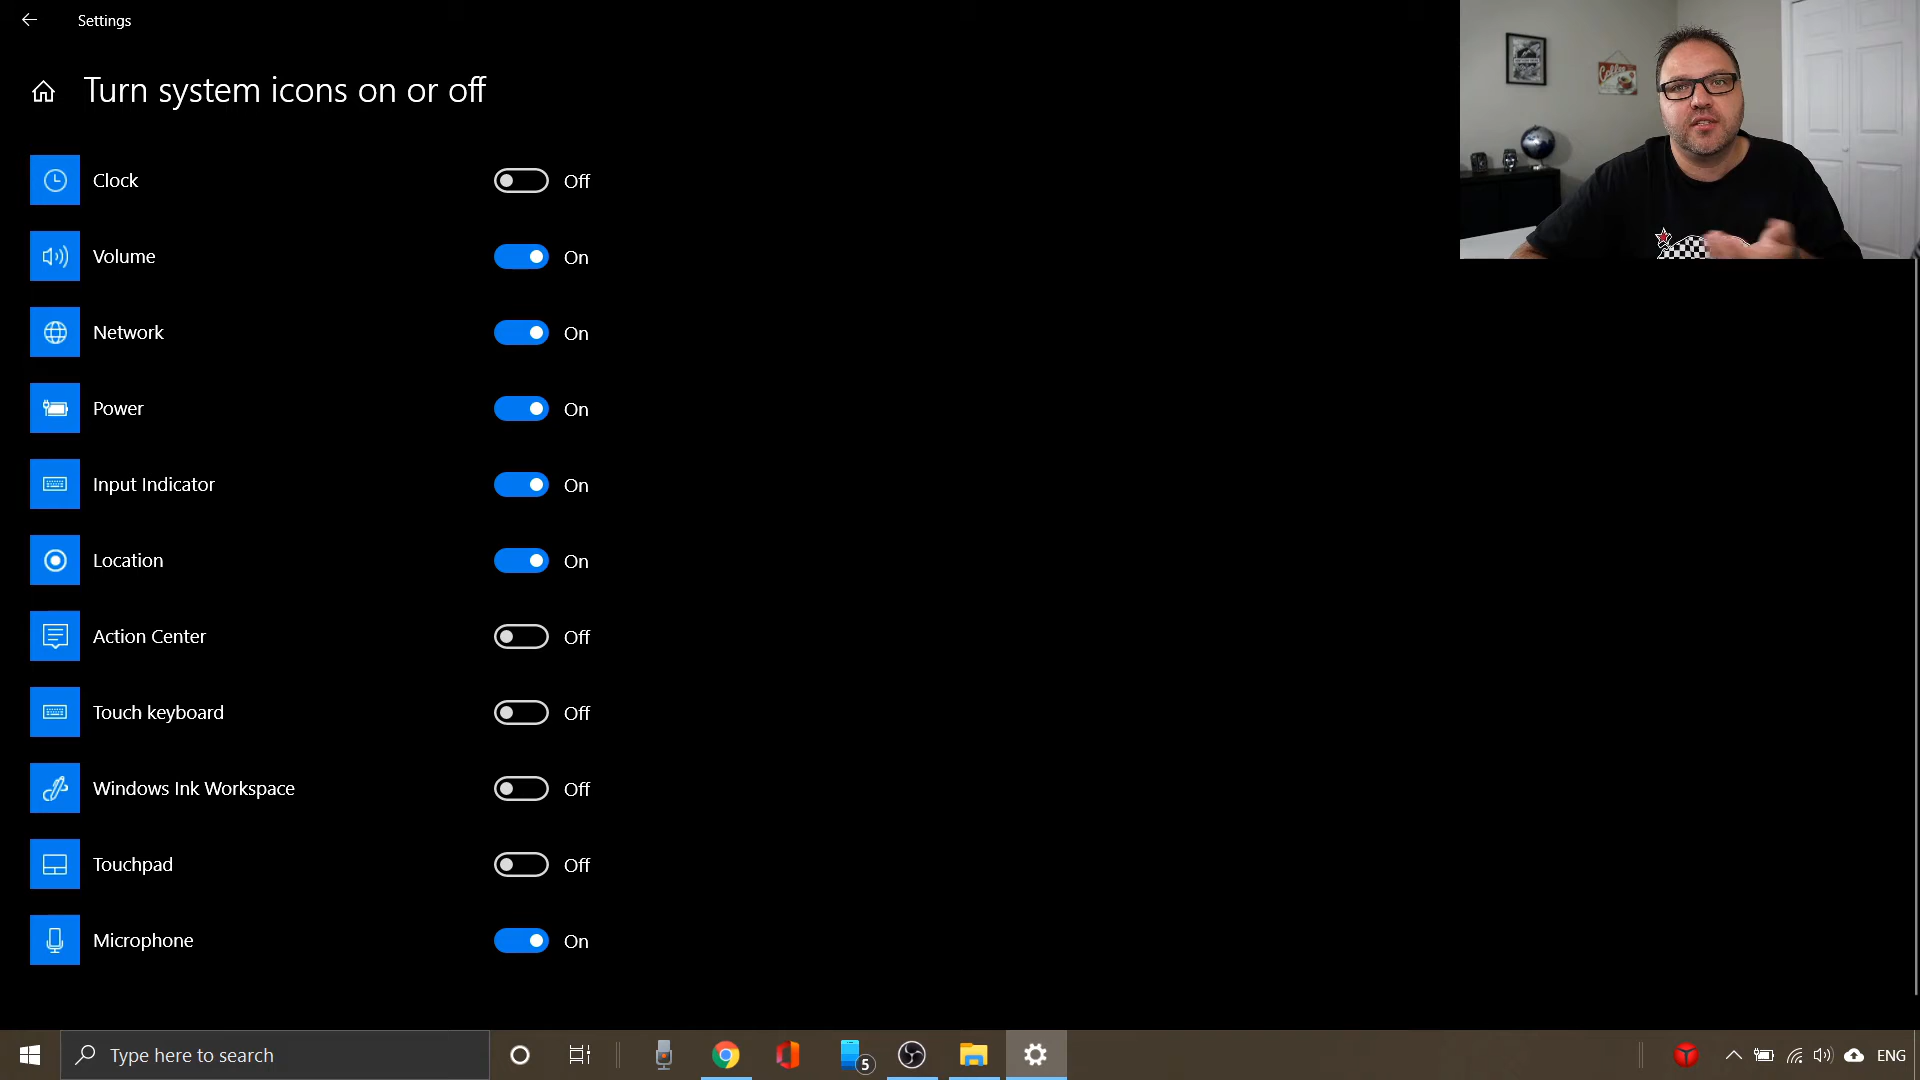 Settings
Turn system icons on or off
Clock Off
Volume On
Network On
Power On
Input Indicator On
Location On
Action Center Off
Touch keyboard Off
Windows Ink Workspace Off
Touchpad Off
Microphone On
Coffee
Type here to search
5
ENG